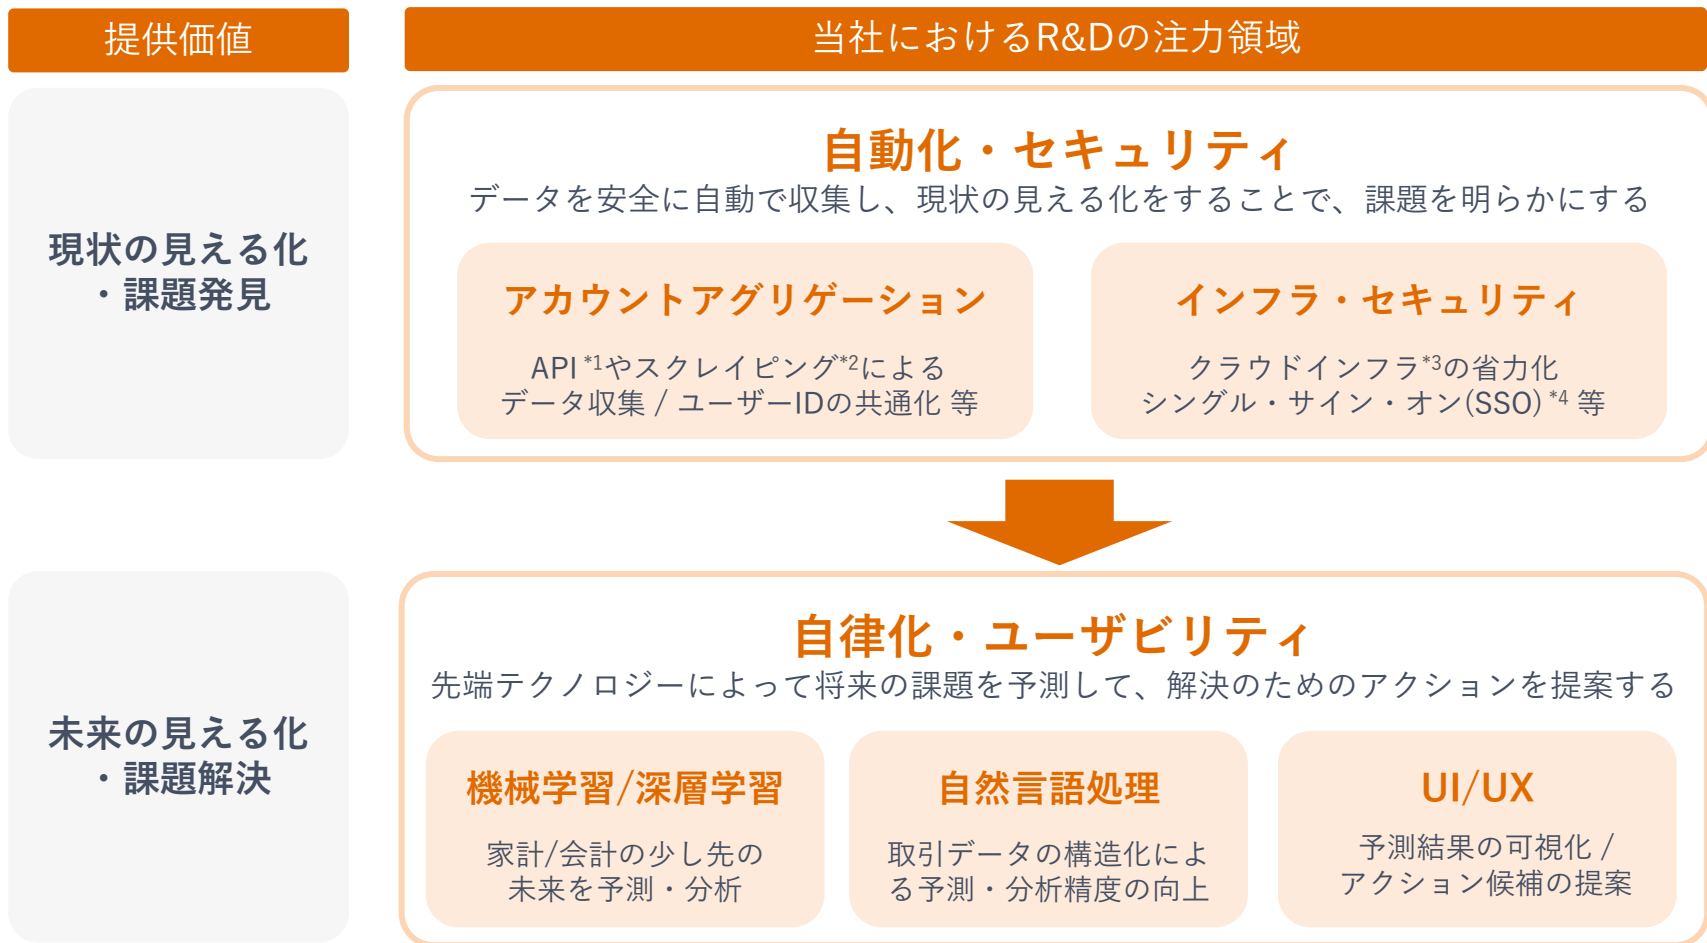 提供価値
当社におけるR&Dの注力領域
現状の見える化
・課題発見
自動化・セキュリティ
データを安全に自動で収集し、現状の見える化をすることで、課題を明らかにする
アカウントアグリゲーション
API *1やスクレイピング*2による
データ収集 / ユーザーIDの共通化 等
インフラ・セキュリティ
クラウドインフラ*3の省力化
シングル・サイン・オン(SSO) *4 等
未来の見える化
・課題解決
自律化・ユーザビリティ
先端テクノロジーによって将来の課題を予測して、解決のためのアクションを提案する
機械学習/深層学習
家計/会計の少し先の
未来を予測・分析
自然言語処理
取引データの構造化によ
る予測・分析精度の向上
UI/UX
予測結果の可視化 /
アクション候補の提案